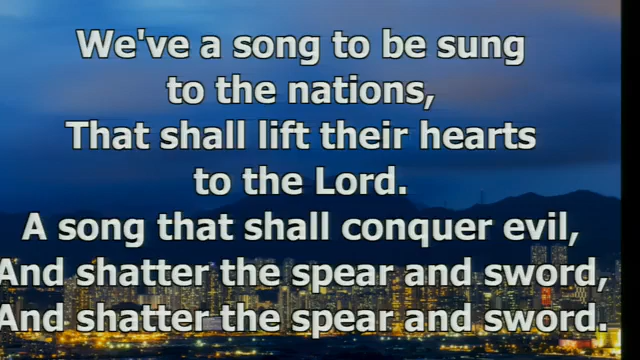 We've a song to be sung
to the nations,
That shall lift their hearts
to the Lord.
A song that shall conquer evil,
And shatter the spear and sword,
And shatter the spear and sword.